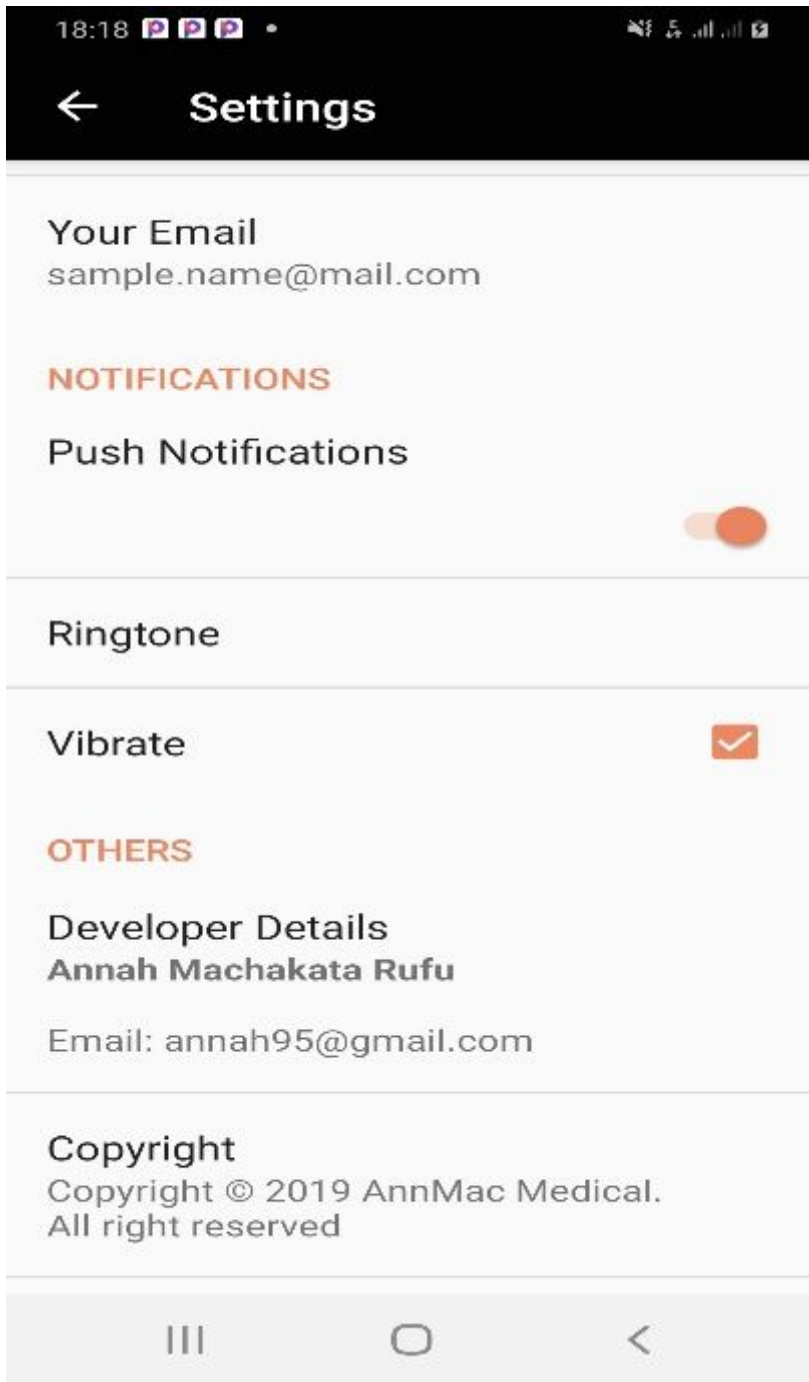 18:18
Settings
Your Email
sample.name@mail.com
NOTIFICATIONS
Push Notifications
Ringtone
Vibrate
OTHERS
Developer Details
Annah Machakata Rufu
Email: annah95@gmail.com
Copyright
Copyright © 2019 AnnMac Medical.
All right reserved